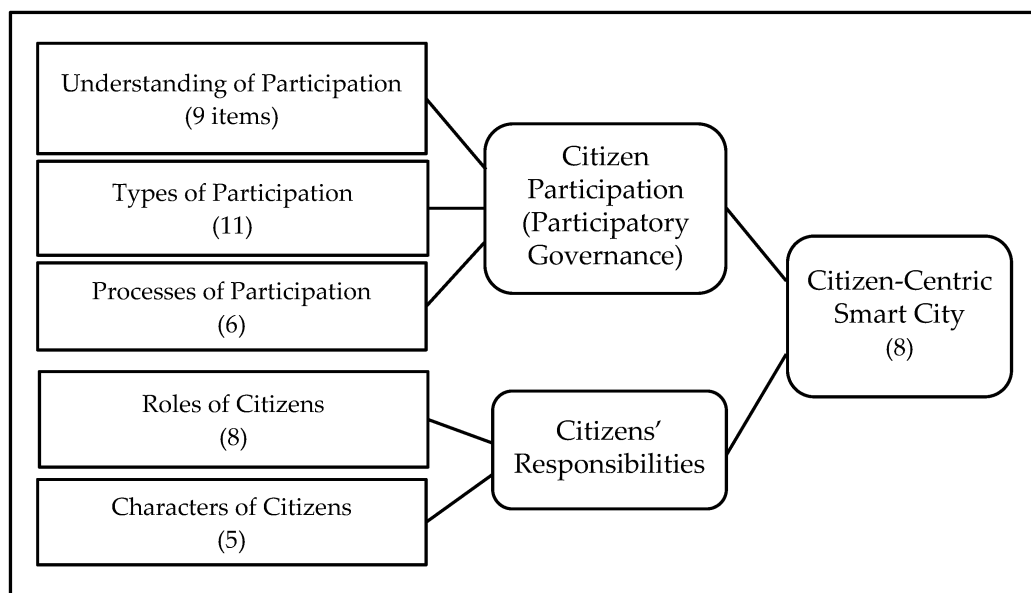 Understanding of Participation
(9 items)
Types of Participation
(11)
Processes of Participation
(6)
Roles of Citizens
(8)
Characters of Citizens
(5)
Citizen
Participation
(Participatory
Governance)
Citizens’
Responsibilities
Citizen-Centric
Smart City
(8)